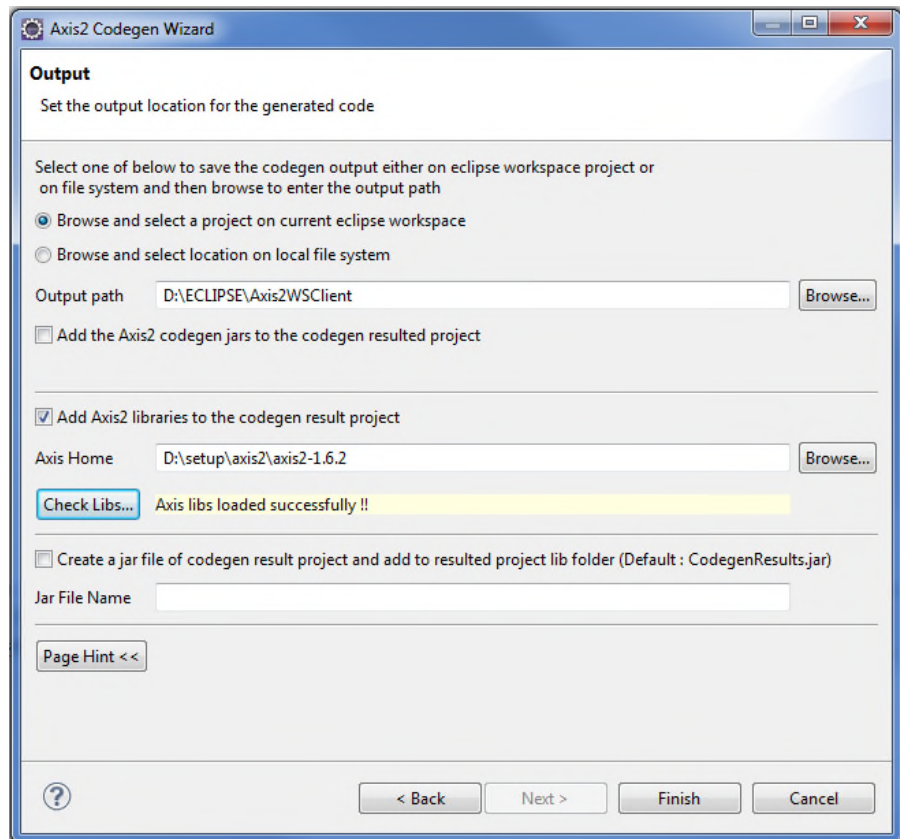 Axis2 Codegen Wizard
Output
Set the output location for the generated code
Select one of below to save the codegen output either on eclipse workspace project or
on file system and then browse to enter the output path
Browse and select a project on current eclipse workspace
Browse and select location on local file system
Output path D:\ECLIPSE\Axis2WSClient Browse...
Add the Axis2 codegen jars to the codegen resulted project
Add Axis2 libraries to the codegen result project
Axis Home D:\setup\axis2\axis2-1.6.2 Browse...
Check Libs... Axis libs loaded successfully !!
Create a jar file of codegen result project and add to resulted project lib folder (Default : CodegenResults.jar)
Jar File Name
Page Hint <<
? < Back Next > Finish Cancel